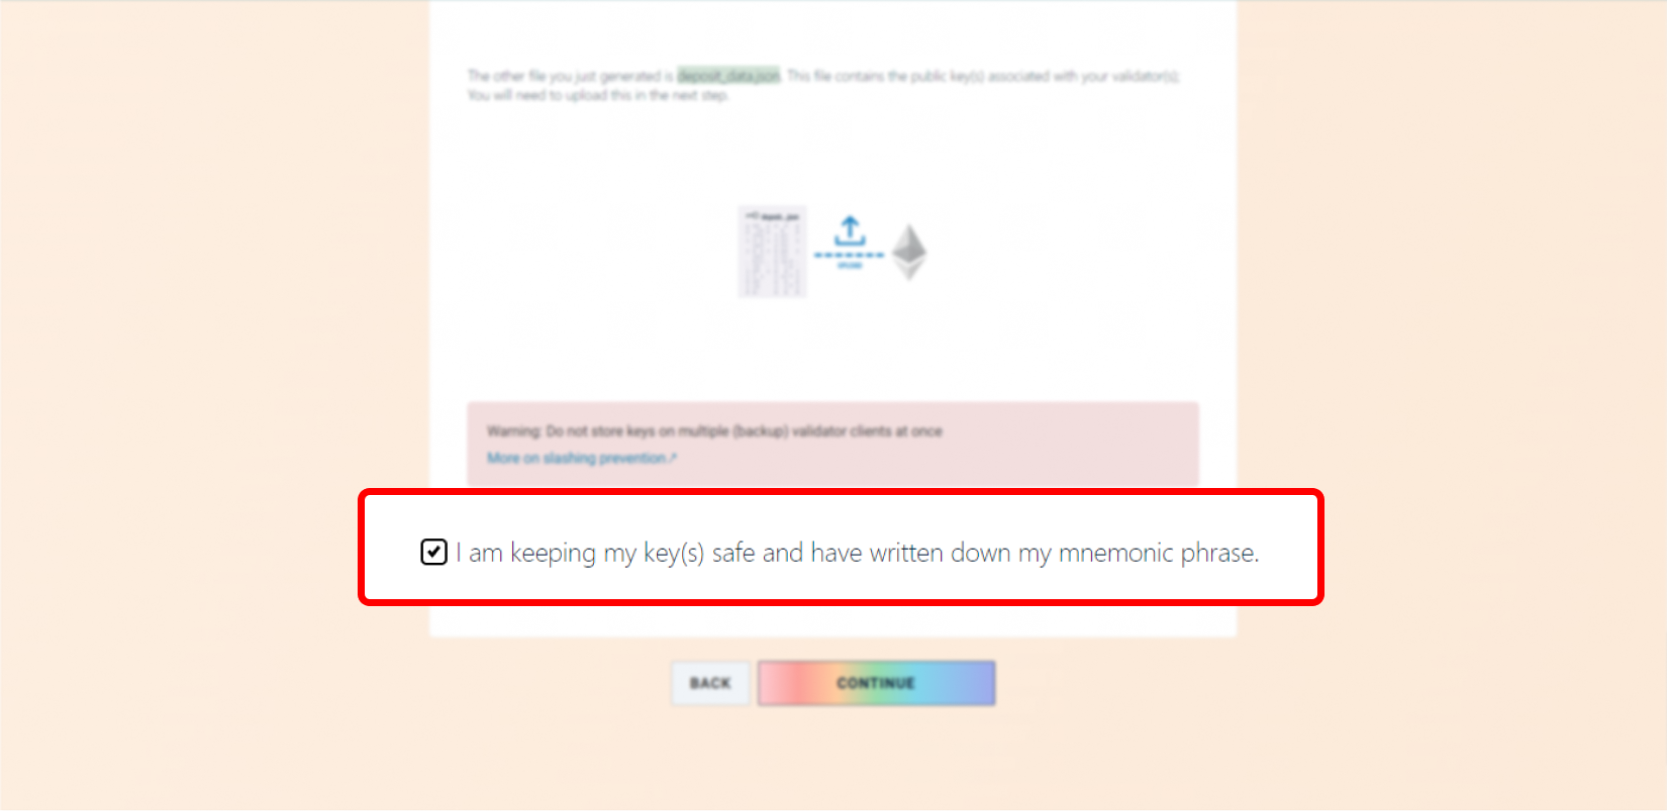 The other file you just generated is deposit_data.json. This file contains the public key(s) associated with your validator(s);
You will need to upload this in the next step.
UPLOAD
Warning: Do not store keys on multiple (backup) validator clients at once
More on slashing prevention↗
I am keeping my key(s) safe and have written down my mnemonic phrase.
BACK
CONTINUE